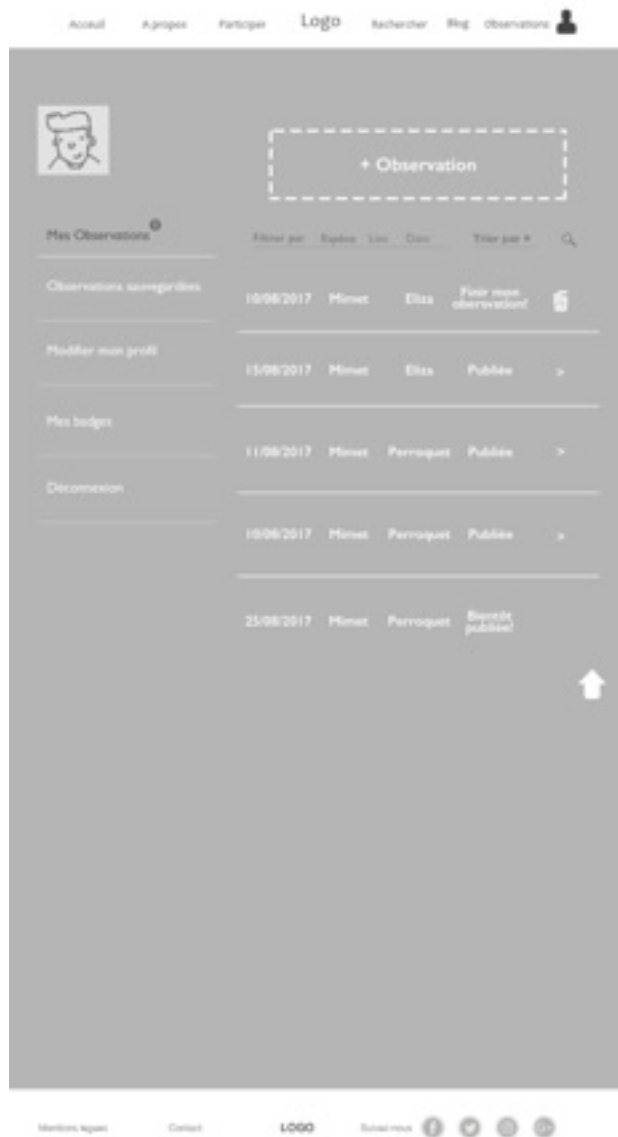 Acceuil A propos Participer Logo Rechercher Blog Observations
+ Observation
Mes Observations
Filtrer par Espèce Lieu Date Trier par
Observations sauvegardées
10/08/2017 Mimet Eliza Finir mon
obersvation!
Modifier mon profil
15/08/2017 Mimet Eliza Publiée >
Mes badges
11/08/2017 Mimet Perroquet Publiée >
Déconnexion
10/08/2017 Mimet Perroquet Publiée >
25/08/2017 Mimet Perroquet Bientôt
publiée!
Mentions légales Contact LOGO Suivez-nous